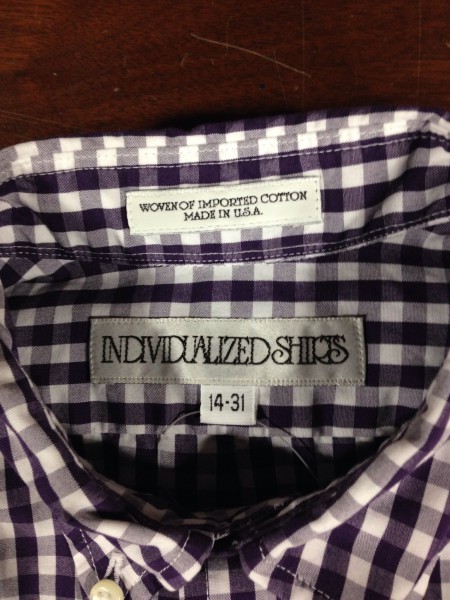 WOVEN OF IMPORTED COTTON
MADE IN U.S.A.
INDIVIDUALIZED SHIRTS
14-31